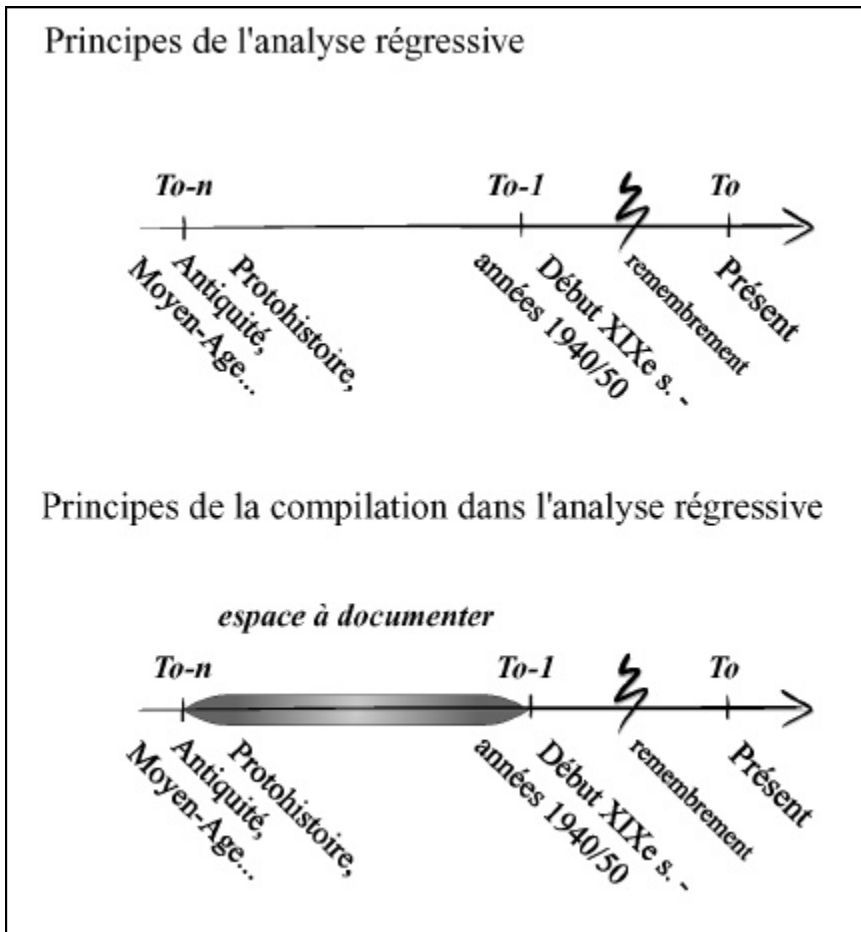 Principes de l'analyse régressive
To-n
To-1
To
Protohistoire,
Antiquité,
Moyen-Age...
Début XIXe s. -
années 1940/50
remembrement
Présent
Principes de la compilation dans l'analyse régressive
espace à documenter
To-n
To-1
To
Protohistoire,
Antiquité,
Moyen-Age...
Début XIXe s. -
années 1940/50
remembrement
Présent